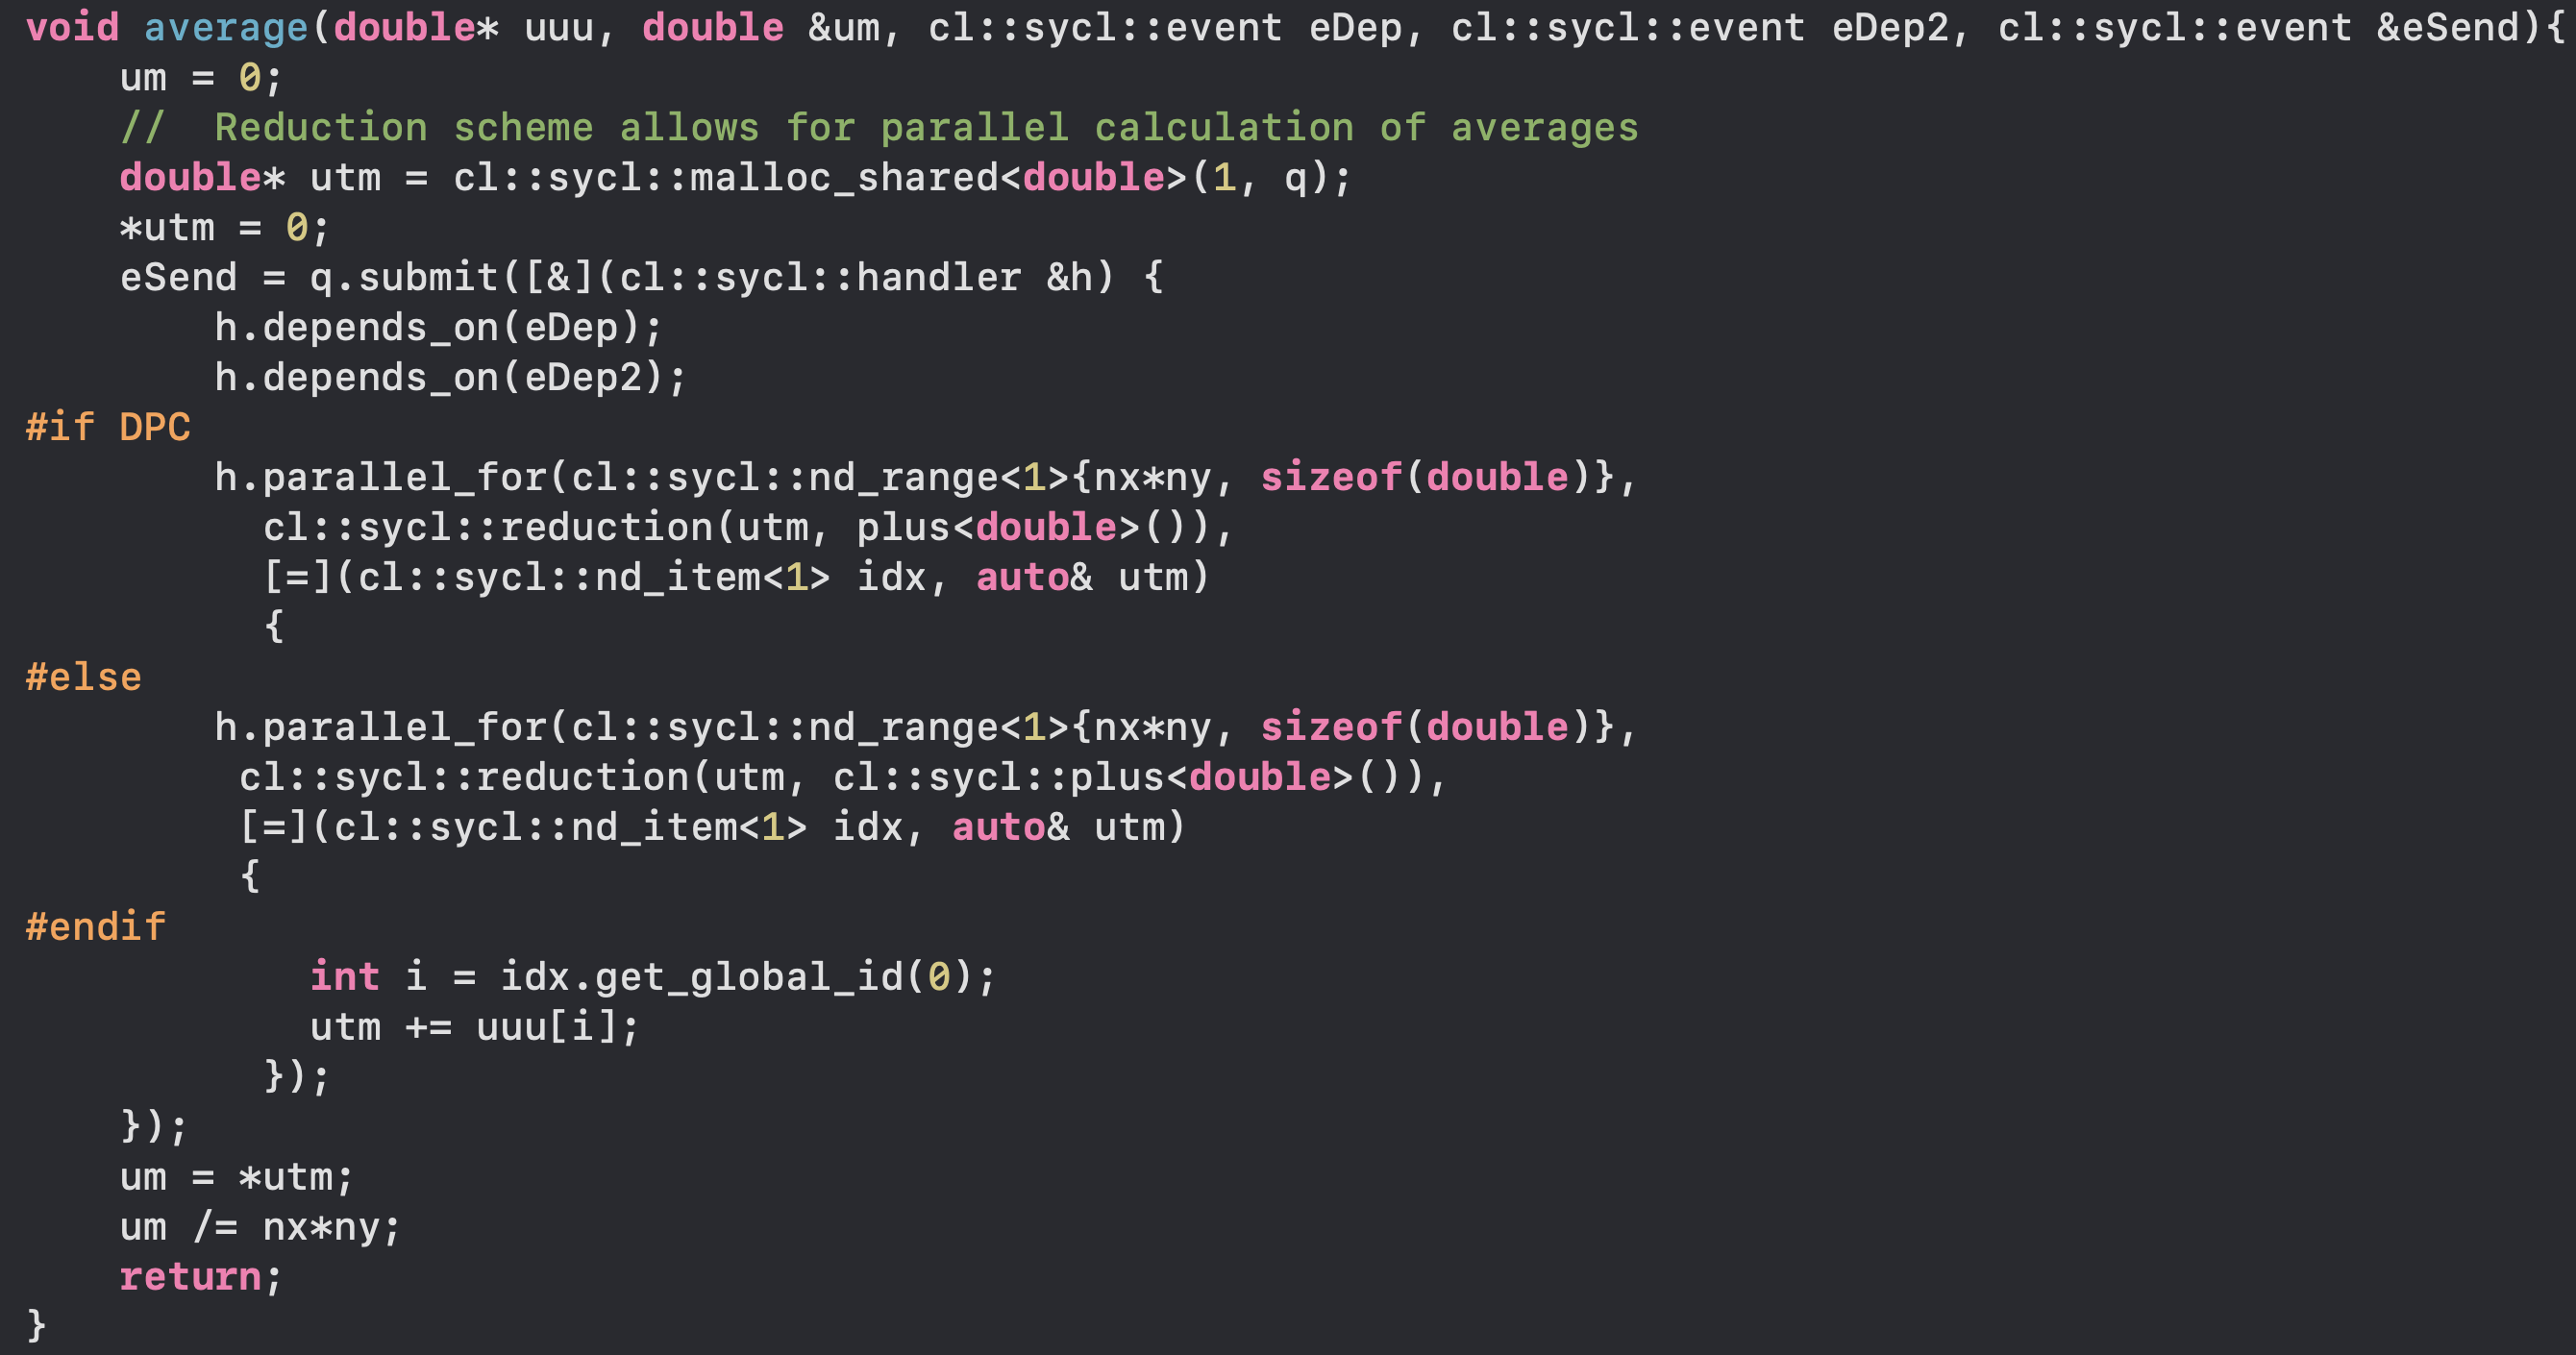 void average(double* uuu, double &um, cl::sycl::event eDep, cl::sycl::event eDep2, cl::sycl::event &eSend){
    um = 0;
    //  Reduction scheme allows for parallel calculation of averages
    double* utm = cl::sycl::malloc_shared<double>(1, q);
    *utm = 0;
    eSend = q.submit([&](cl::sycl::handler &h) {
        h.depends_on(eDep);
        h.depends_on(eDep2);
#if DPC
        h.parallel_for(cl::sycl::nd_range<1>{nx*ny, sizeof(double)},
          cl::sycl::reduction(utm, plus<double>()),
          [=](cl::sycl::nd_item<1> idx, auto& utm)
          {
#else
        h.parallel_for(cl::sycl::nd_range<1>{nx*ny, sizeof(double)},
         cl::sycl::reduction(utm, cl::sycl::plus<double>()),
         [=](cl::sycl::nd_item<1> idx, auto& utm)
         {
#endif
            int i = idx.get_global_id(0);
            utm += uuu[i];
          });
    });
    um = *utm;
    um /= nx*ny;
    return;
}